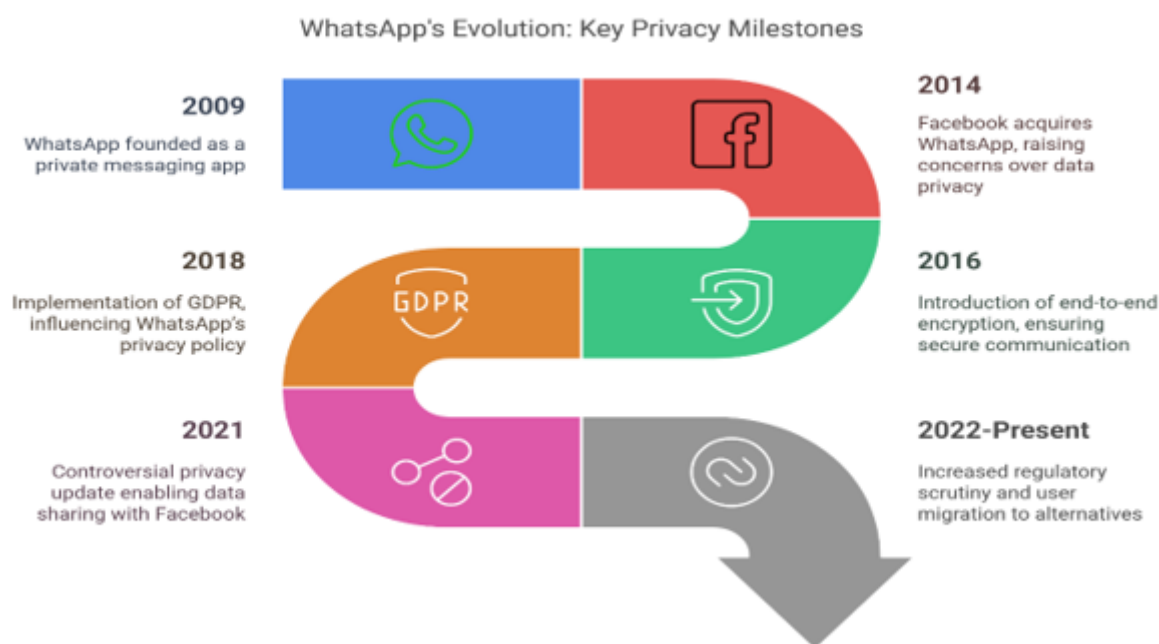 WhatsApp's Evolution: Key Privacy Milestones
2009
WhatsApp founded as a
private messaging app
2014
Facebook acquires
WhatsApp, raising
concerns over data
privacy
2016
Introduction of end-to-end
encryption, ensuring
secure communication
2018
Implementation of GDPR,
influencing WhatsApp's
privacy policy
GDPR
2021
Controversial privacy
update enabling data
sharing with Facebook
2022-Present
Increased regulatory
scrutiny and user
migration to alternatives